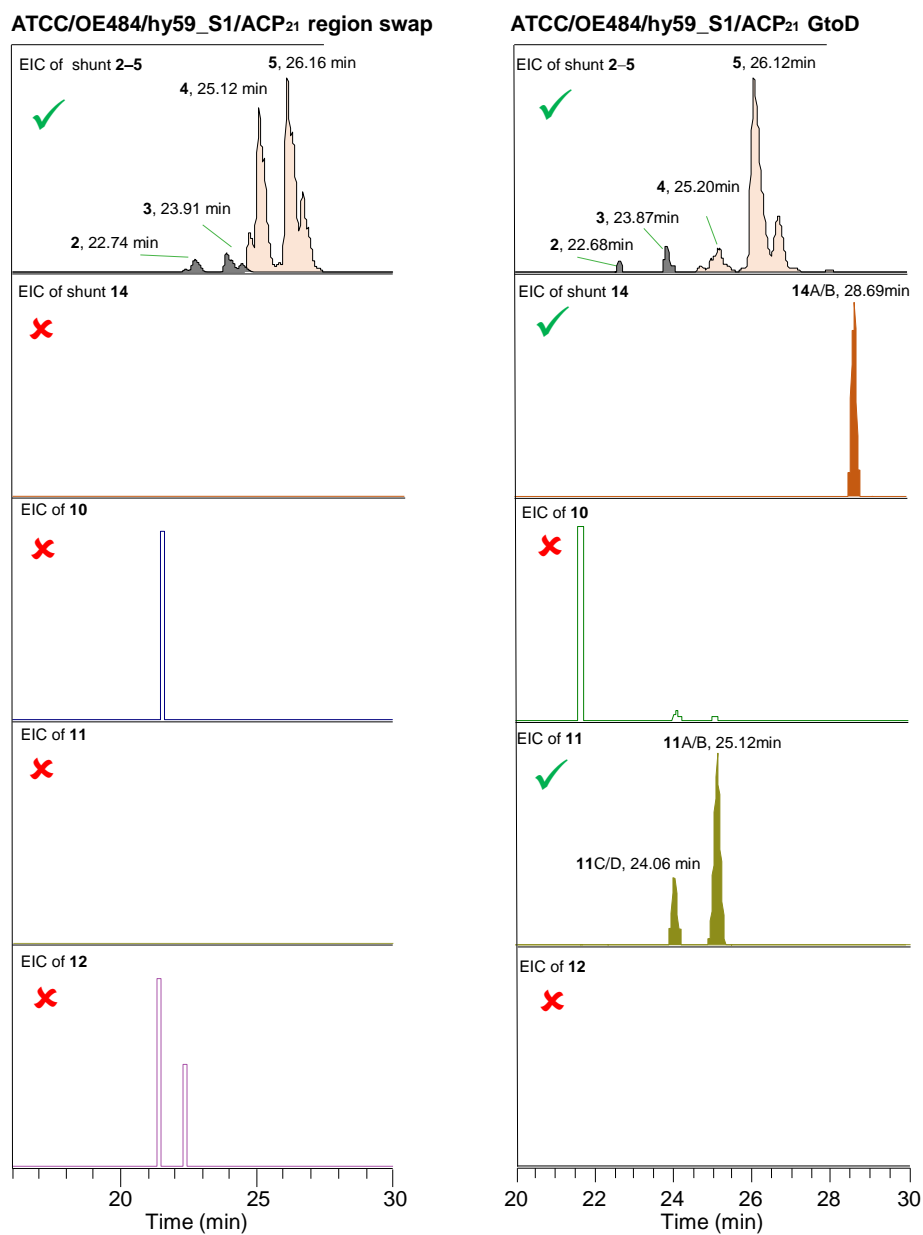 ATCC/OE484/hy59_S1/ACP₂₁ region swap
EIC of shunt 2–5
5, 26.16 min
4, 25.12 min
3, 23.91 min
2, 22.74 min
EIC of shunt 14
EIC of 10
EIC of 11
EIC of 12
20 25 30
Time (min)
ATCC/OE484/hy59_S1/ACP₂₁ GtoD
EIC of shunt 2–5
5, 26.12min
4, 25.20min
3, 23.87min
2, 22.68min
EIC of shunt 14
14A/B, 28.69min
EIC of 10
EIC of 11
11A/B, 25.12min
11C/D, 24.06 min
EIC of 12
20 22 24 26 28 30
Time (min)